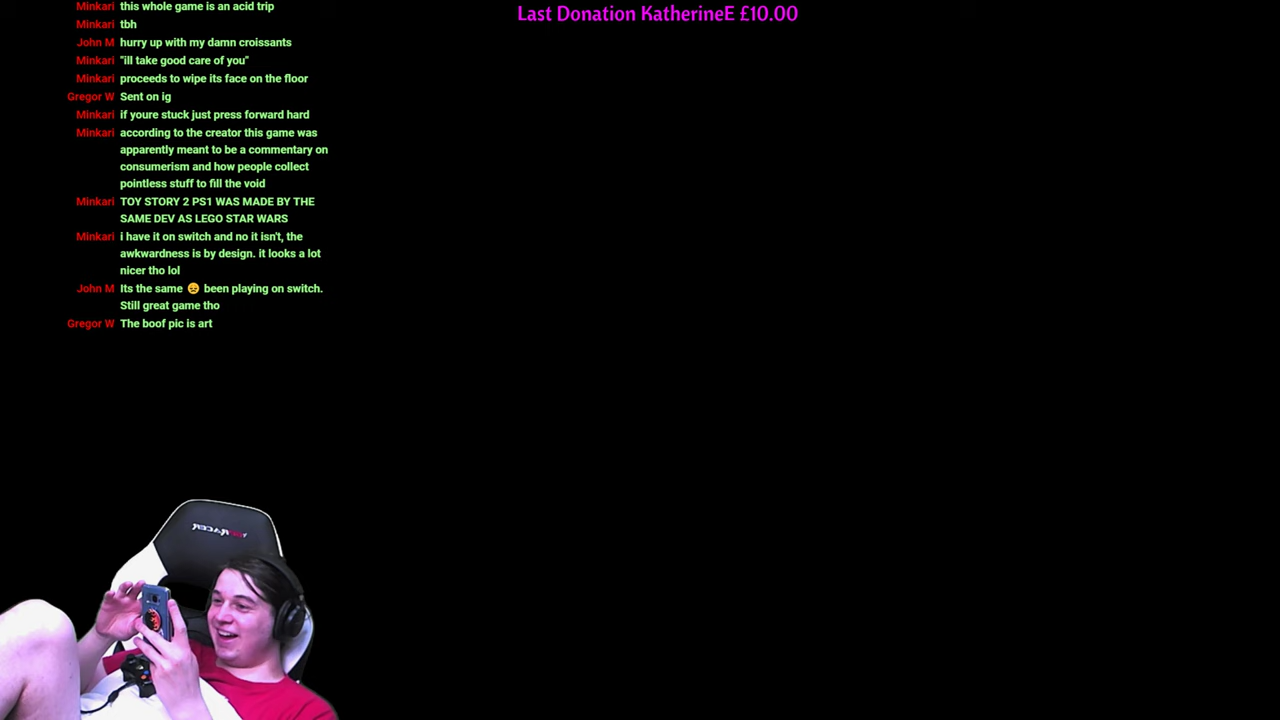 Minkari this whole game is an acid trip
Last Donation KatherineE £10.00
Minkari tbh
John M hurry up with my damn croissants
Minkari "ill take good care of you"
Minkari proceeds to wipe its face on the floor
Gregor W Sent on ig
Minkari if youre stuck just press forward hard
Minkari according to the creator this game was
apparently meant to be a commentary on
consumerism and how people collect
pointless stuff to fill the void
Minkari TOY STORY 2 PS1 WAS MADE BY THE
SAME DEV AS LEGO STAR WARS
Minkari i have it on switch and no it isn't, the
awkwardness is by design. it looks a lot
nicer tho lol
John M Its the same 😖 been playing on switch.
Still great game tho
Gregor W The boof pic is art